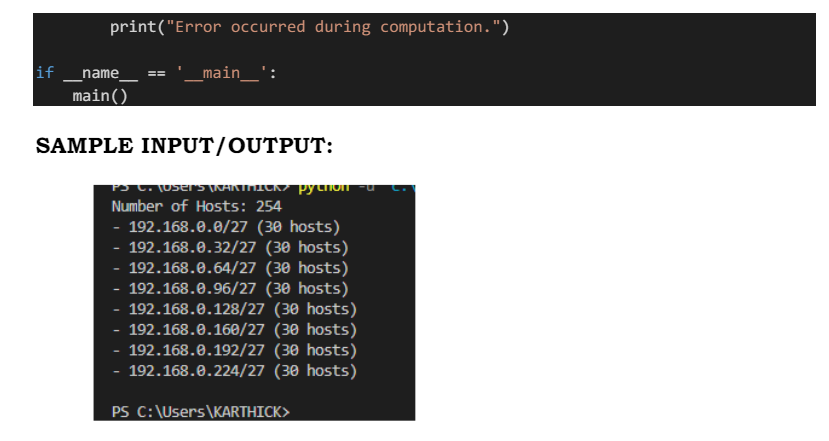 print("Error occurred during computation.")
if __name__ == '__main__':
main()
SAMPLE INPUT/OUTPUT:
PS C:\Users\KARTHICK> python -u "C:\
Number of Hosts: 254
- 192.168.0.0/27 (30 hosts)
- 192.168.0.32/27 (30 hosts)
- 192.168.0.64/27 (30 hosts)
- 192.168.0.96/27 (30 hosts)
- 192.168.0.128/27 (30 hosts)
- 192.168.0.160/27 (30 hosts)
- 192.168.0.192/27 (30 hosts)
- 192.168.0.224/27 (30 hosts)
PS C:\Users\KARTHICK>